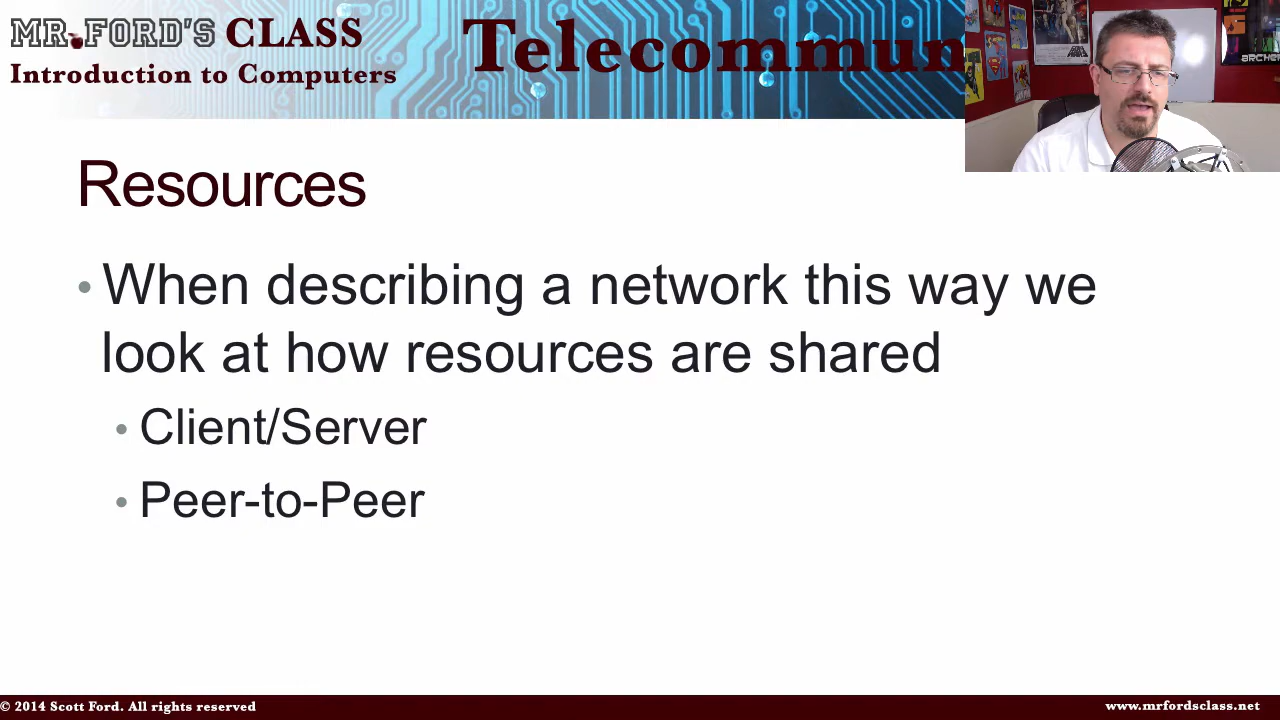 MR. FORD'S CLASS
Introduction to Computers
Telecommun
ARCHER
Resources
• When describing a network this way we
look at how resources are shared
• Client/Server
• Peer-to-Peer
© 2014 Scott Ford. All rights reserved
www.mrfordsclass.net